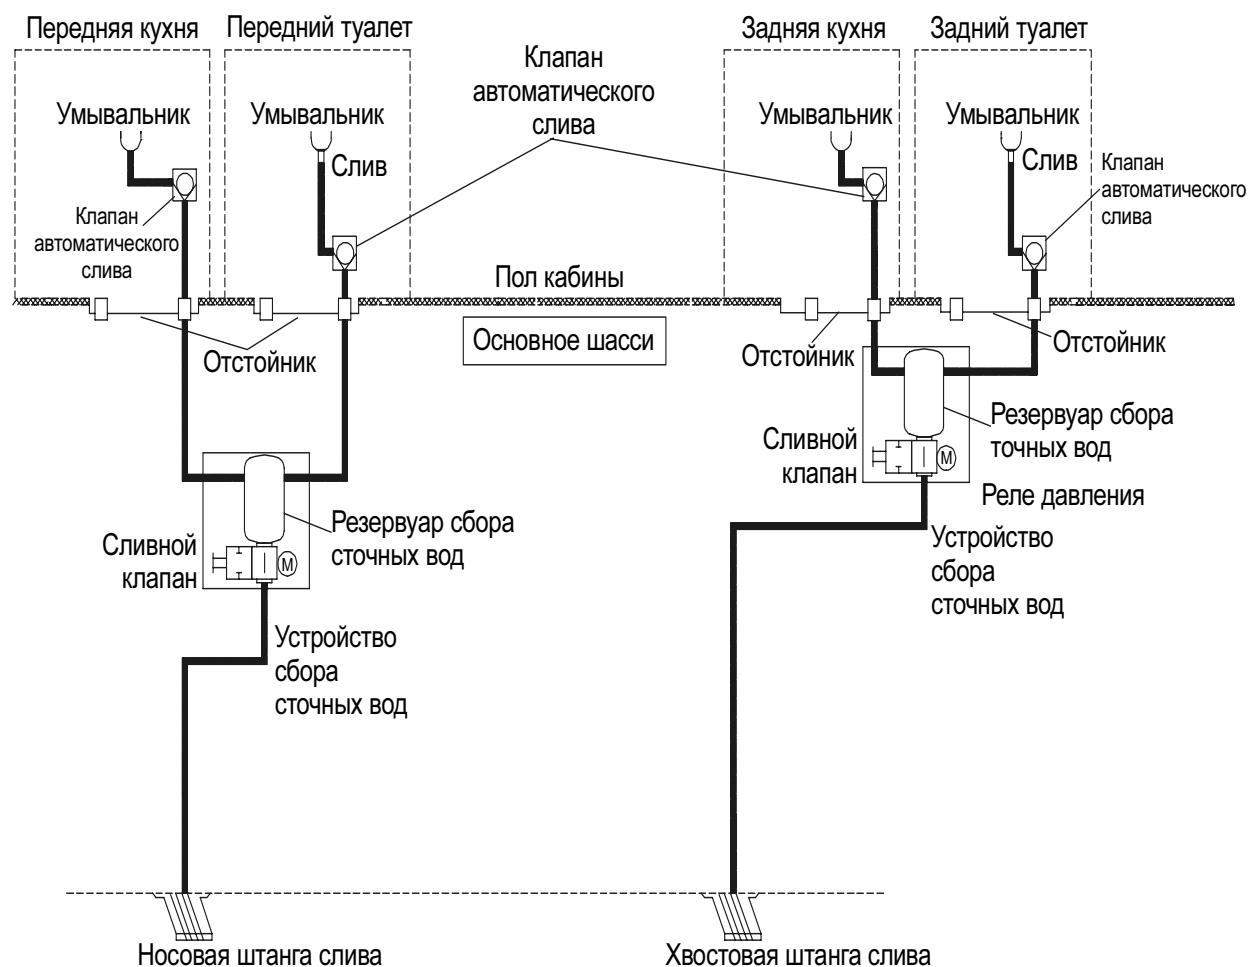 Передняя кухня
Передний туалет
Задняя кухня
Задний туалет
Клапан
автоматического
слива
Умывальник
Умывальник
Умывальник
Умывальник
Слив
Слив
Клапан
автоматического
слива
Клапан
автоматического
слива
Пол кабины
Основное шасси
Отстойник
Отстойник
Отстойник
Резервуар сбора
точных вод
Сливной
клапан
M
Реле давления
Устройство
сбора
сточных вод
Резервуар сбора
сточных вод
Сливной
клапан
M
Устройство
сбора
сточных вод
Носовая штанга слива
Хвостовая штанга слива